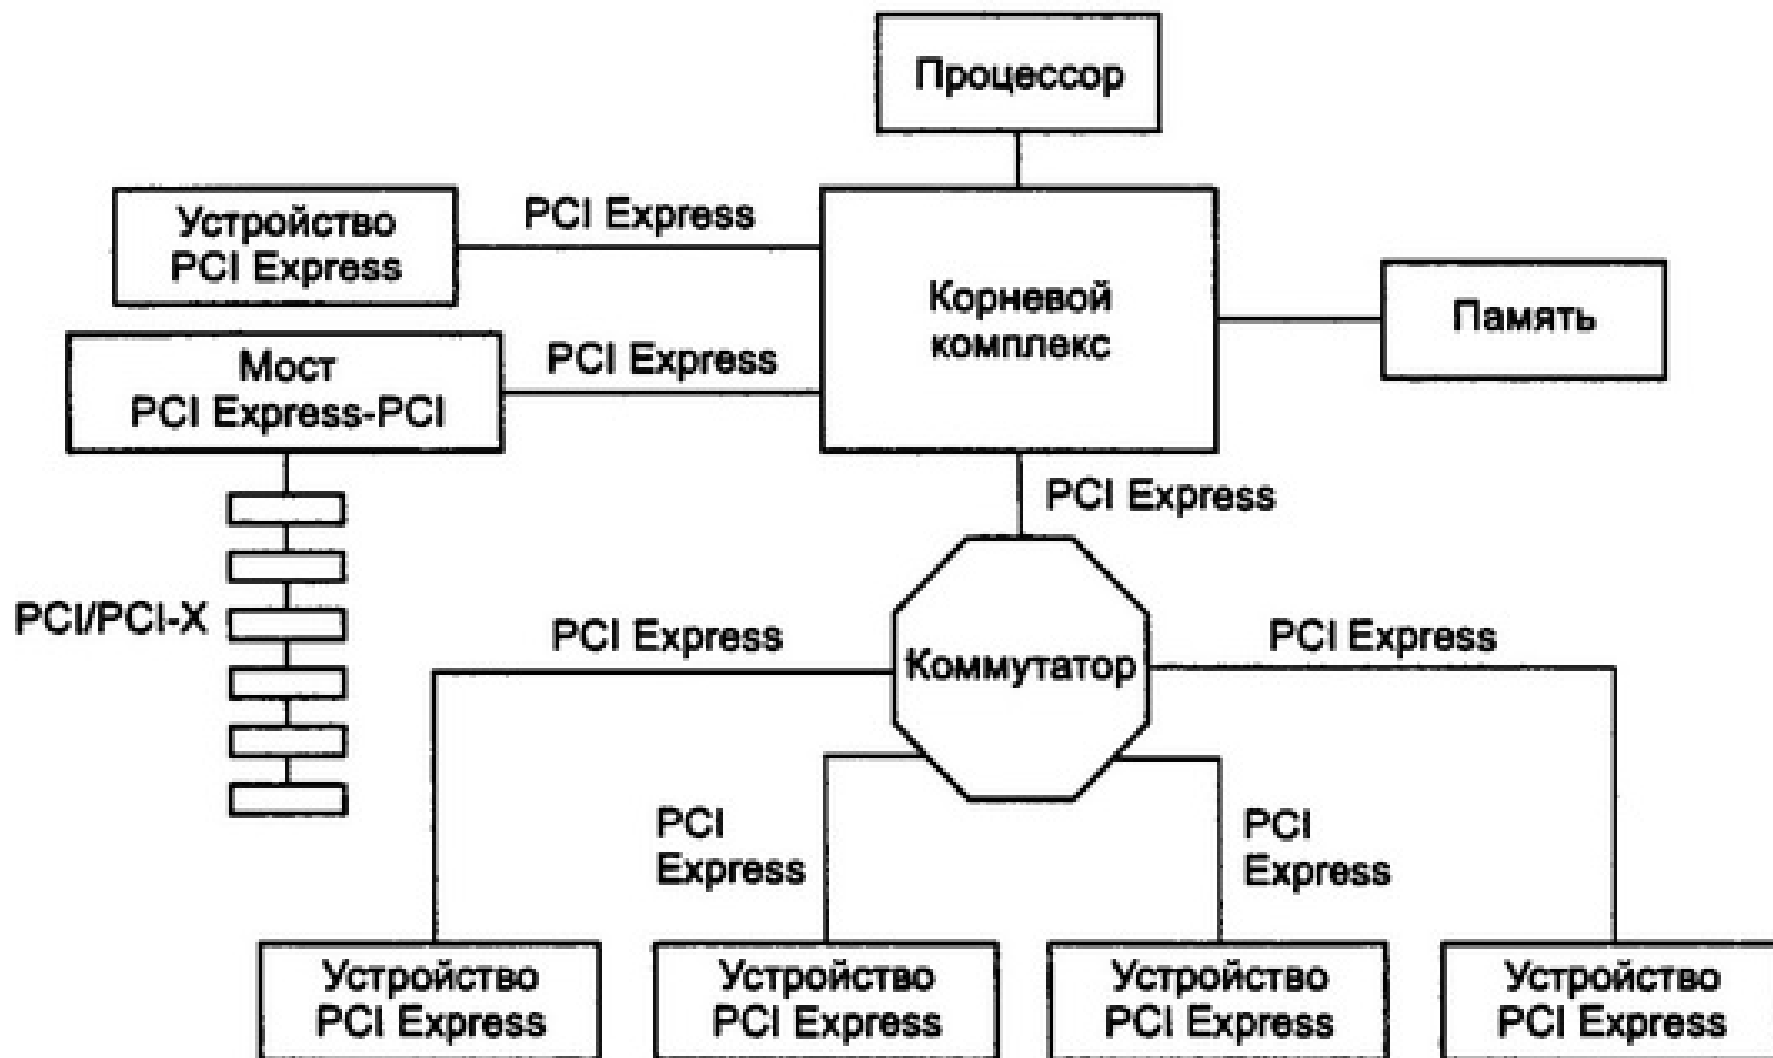 Процессор
Устройство
PCI Express
PCI Express
Корневой
комплекс
Память
Мост
PCI Express-PCI
PCI Express
PCI Express
PCI/PCI-X
PCI Express
Коммутатор
PCI Express
PCI
Express
PCI
Express
Устройство
PCI Express
Устройство
PCI Express
Устройство
PCI Express
Устройство
PCI Express